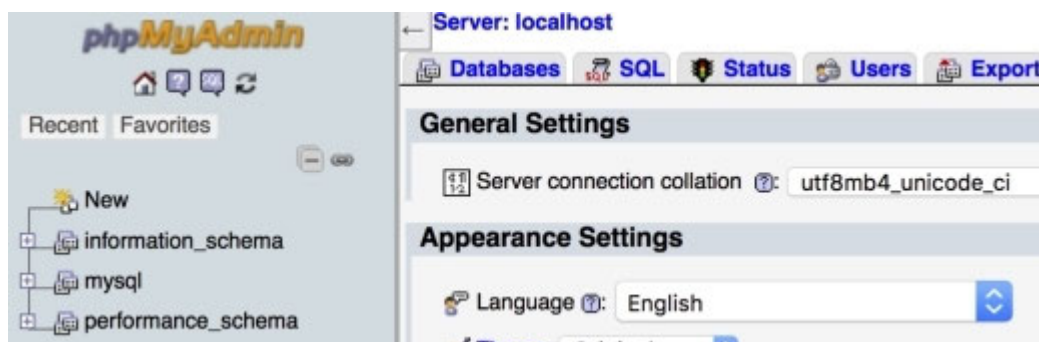 phpMyAdmin
Recent Favorites
New
information_schema
mysql
performance_schema
Server: localhost
Databases SQL Status Users Export
General Settings
Server connection collation : utf8mb4_unicode_ci
Appearance Settings
Language : English